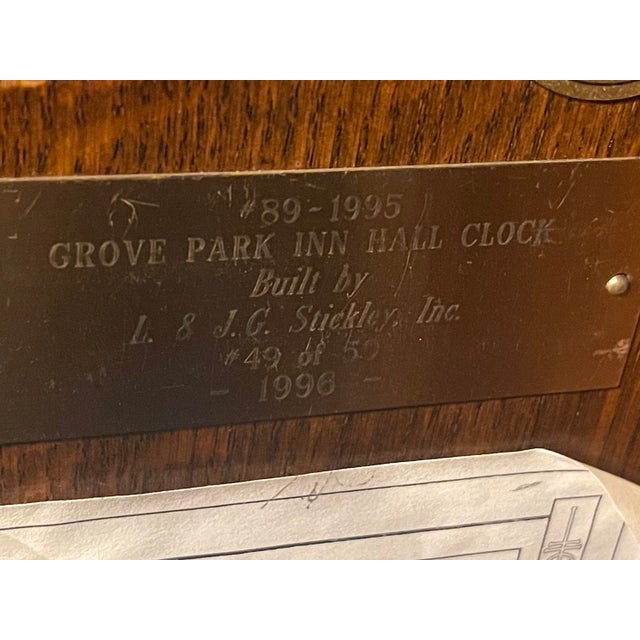 #89-1995
GROVE PARK INN HALL CLOCK
Built by
L. & J.G. Stickley, Inc.
#49 of 50
- - 1996 -